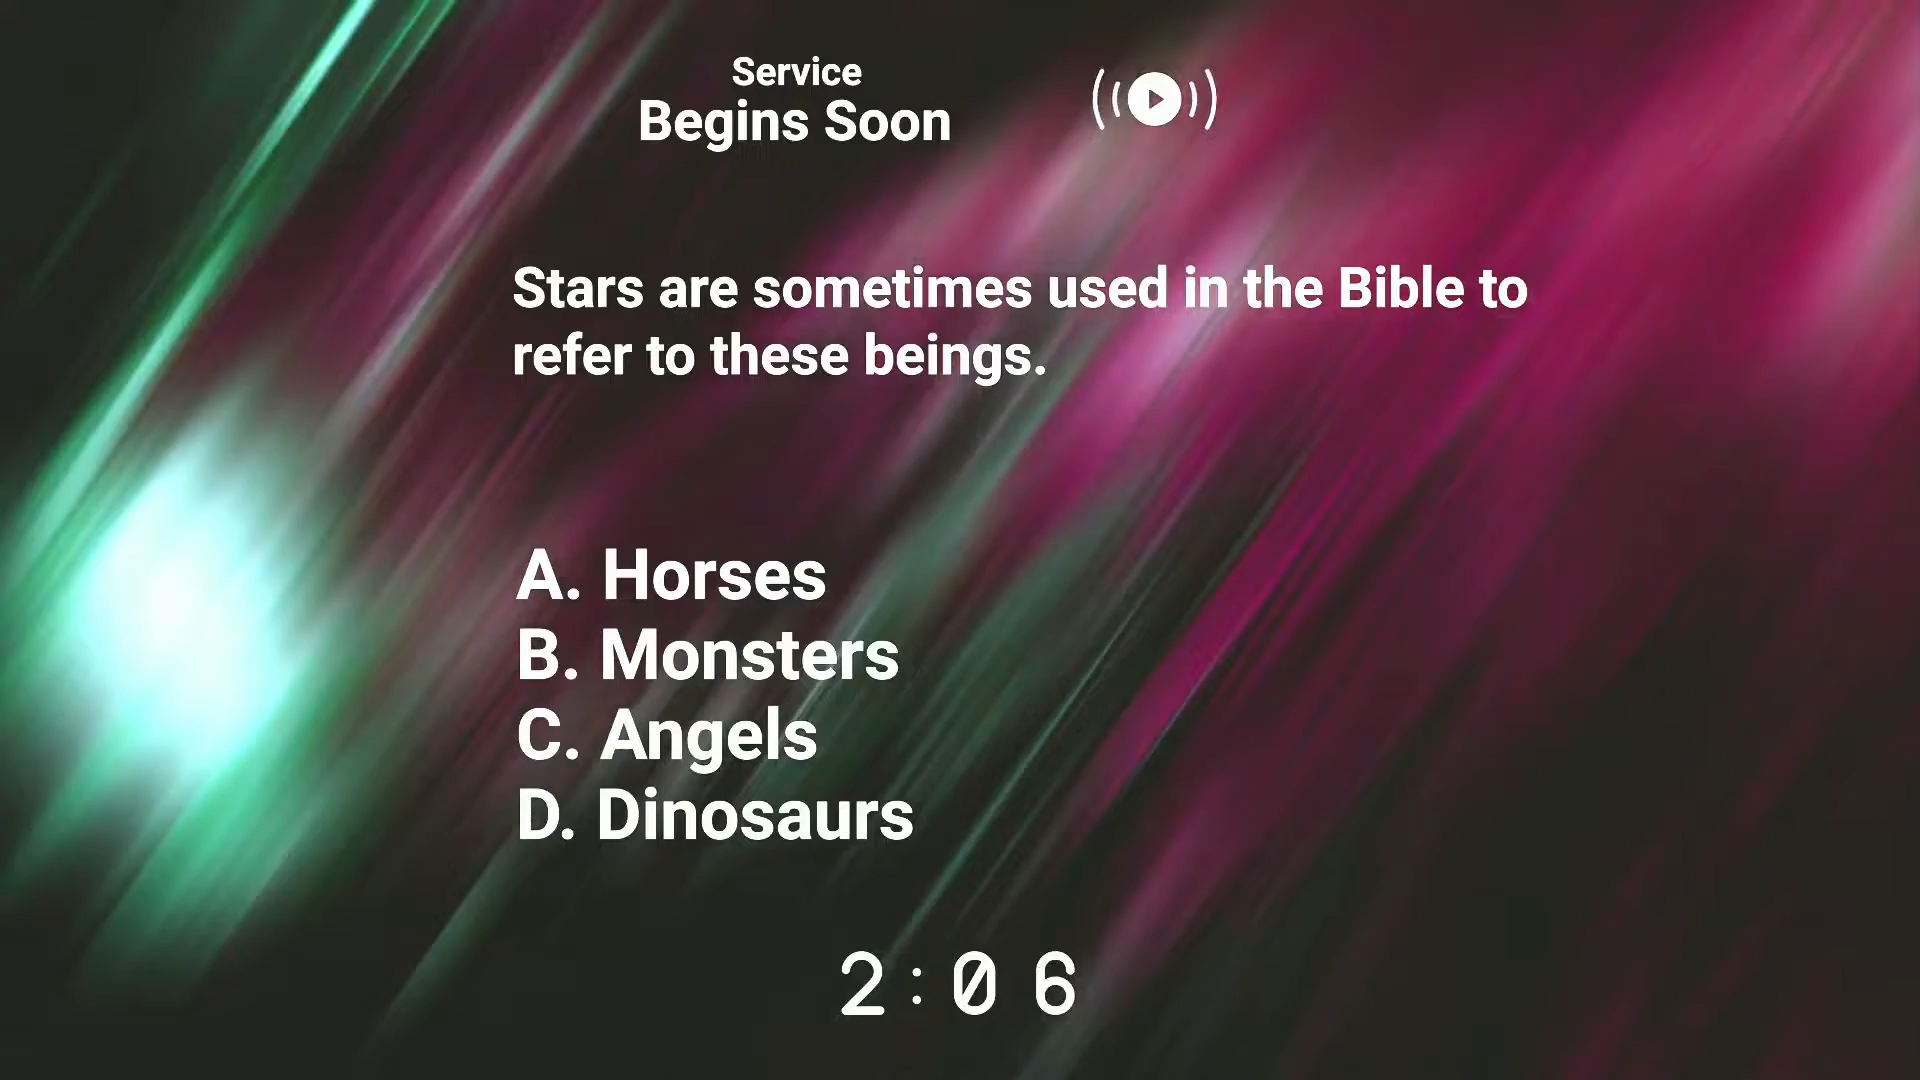 Service
Begins Soon
Stars are sometimes used in the Bible to
refer to these beings.
A. Horses
B. Monsters
C. Angels
D. Dinosaurs
2:06